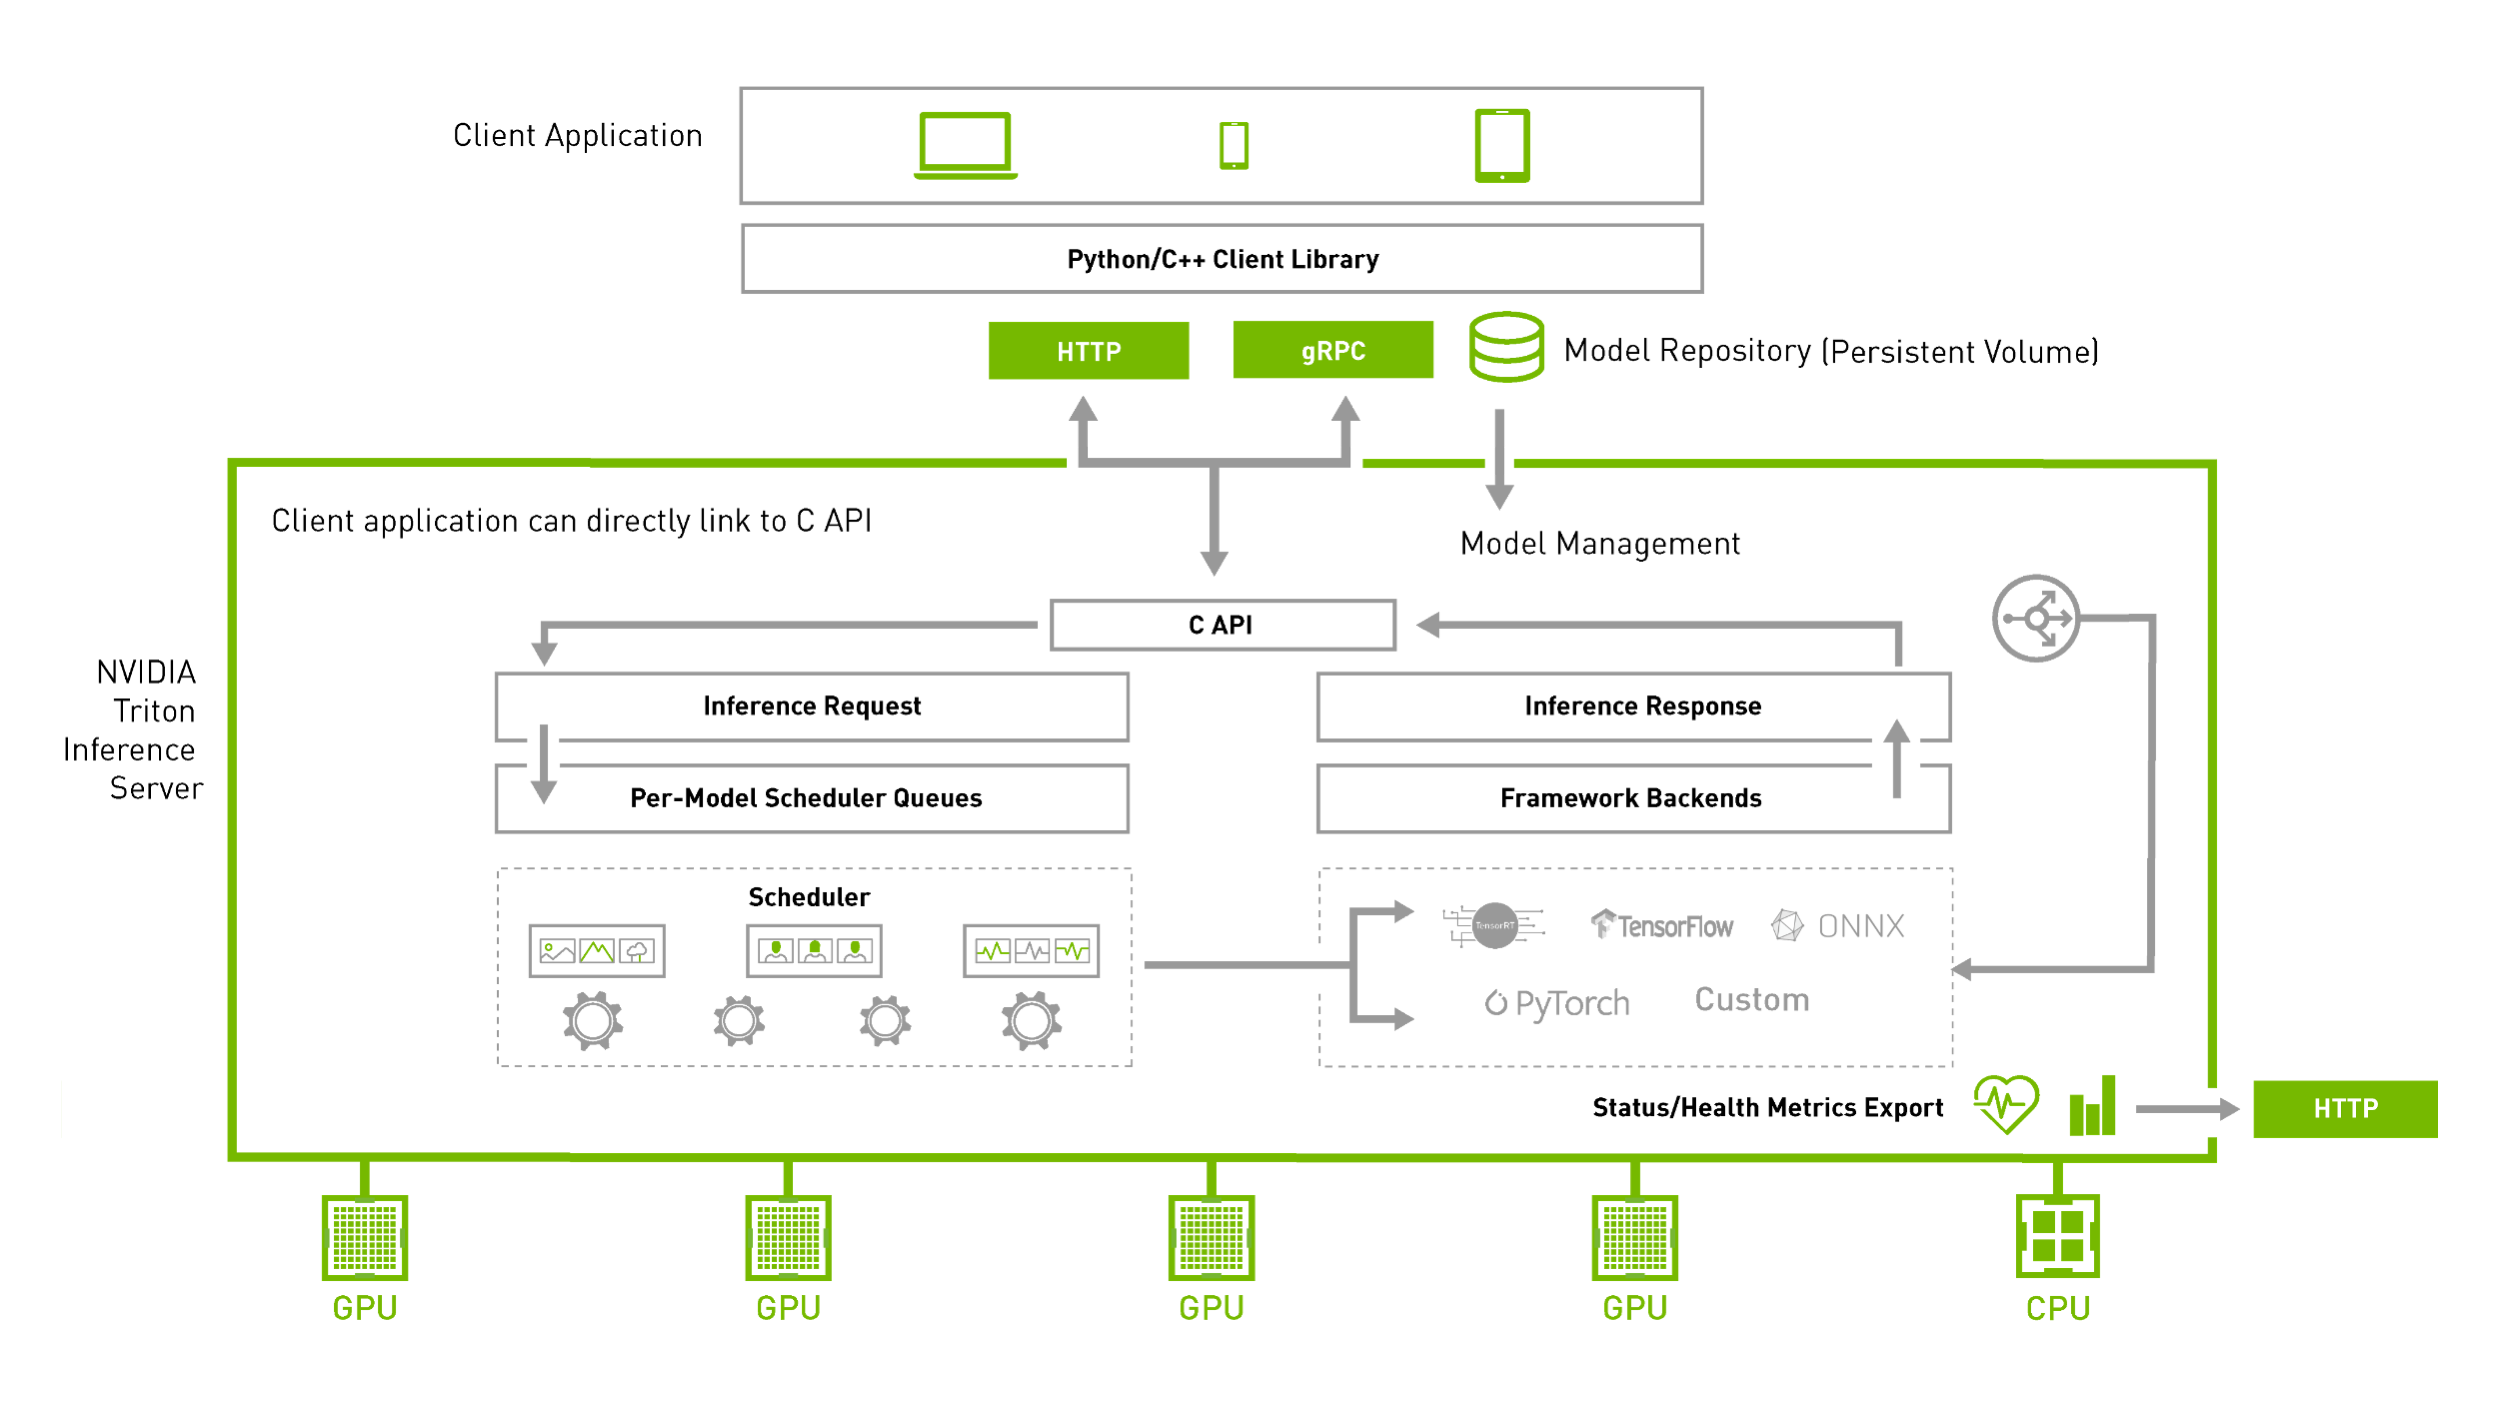 Client Application
Python/C++ Client Library
HTTP
gRPC
Model Repository (Persistent Volume)
Client application can directly link to C API
Model Management
C API
NVIDIA
Triton
Inference
Server
Inference Request
Inference Response
Per-Model Scheduler Queues
Framework Backends
Scheduler
TensorRT
TensorFlow
ONNX
PyTorch
Custom
Status/Health Metrics Export
HTTP
GPU
GPU
GPU
GPU
CPU